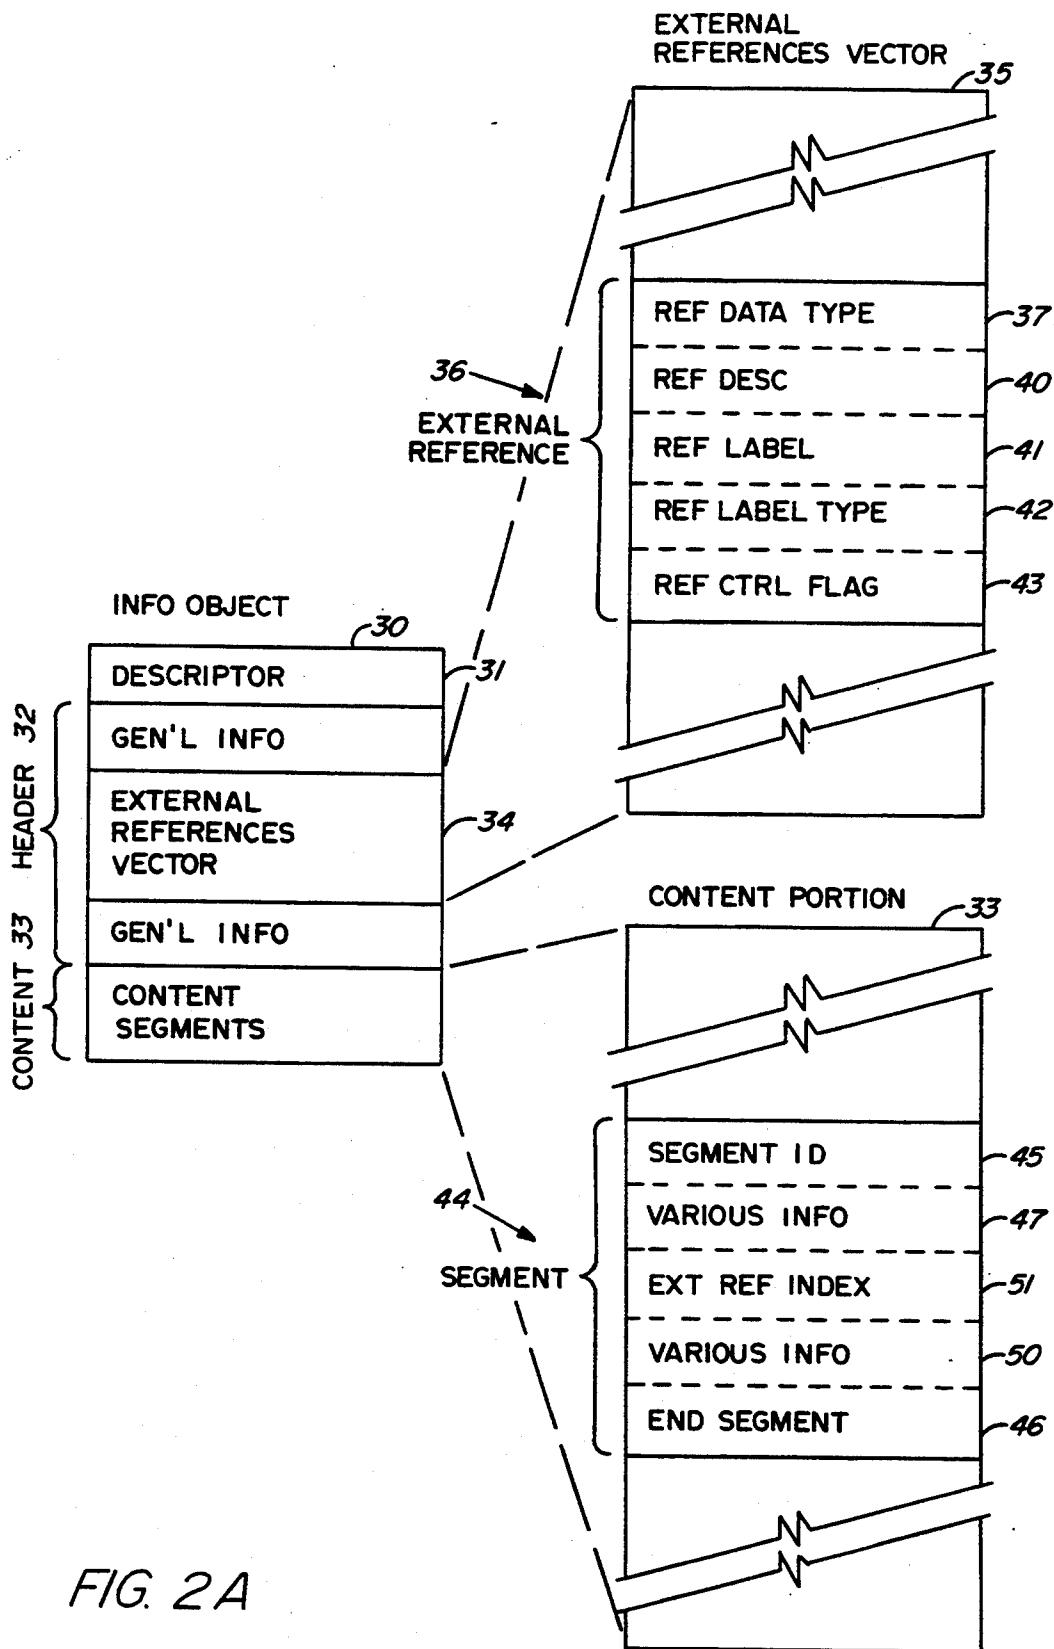 EXTERNAL
REFERENCES VECTOR
35
REF DATA TYPE 37
REF DESC 40
REF LABEL 41
REF LABEL TYPE 42
REF CTRL FLAG 43
36
EXTERNAL
REFERENCE
INFO OBJECT
30
DESCRIPTOR 31
GEN'L INFO
EXTERNAL
REFERENCES
VECTOR
34
GEN'L INFO
CONTENT
SEGMENTS
HEADER 32
CONTENT 33
CONTENT PORTION
33
SEGMENT ID 45
VARIOUS INFO 47
EXT REF INDEX 51
VARIOUS INFO 50
END SEGMENT 46
44
SEGMENT
FIG. 2A